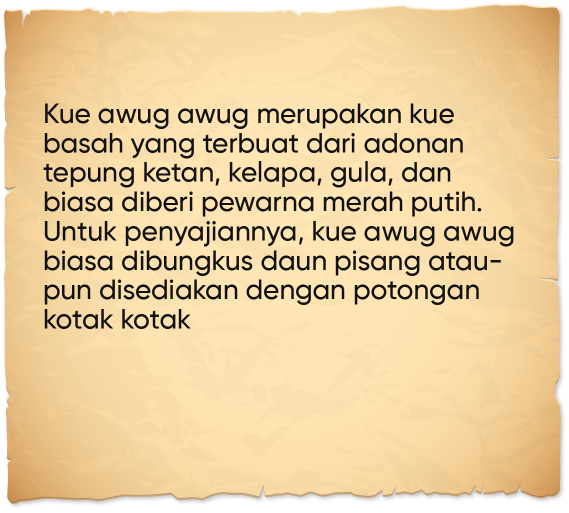 Kue awug awug merupakan kue
basah yang terbuat dari adonan
tepung ketan, kelapa, gula, dan
biasa diberi pewarna merah putih.
Untuk penyajiannya, kue awug awug
biasa dibungkus daun pisang atau-
pun disediakan dengan potongan
kotak kotak